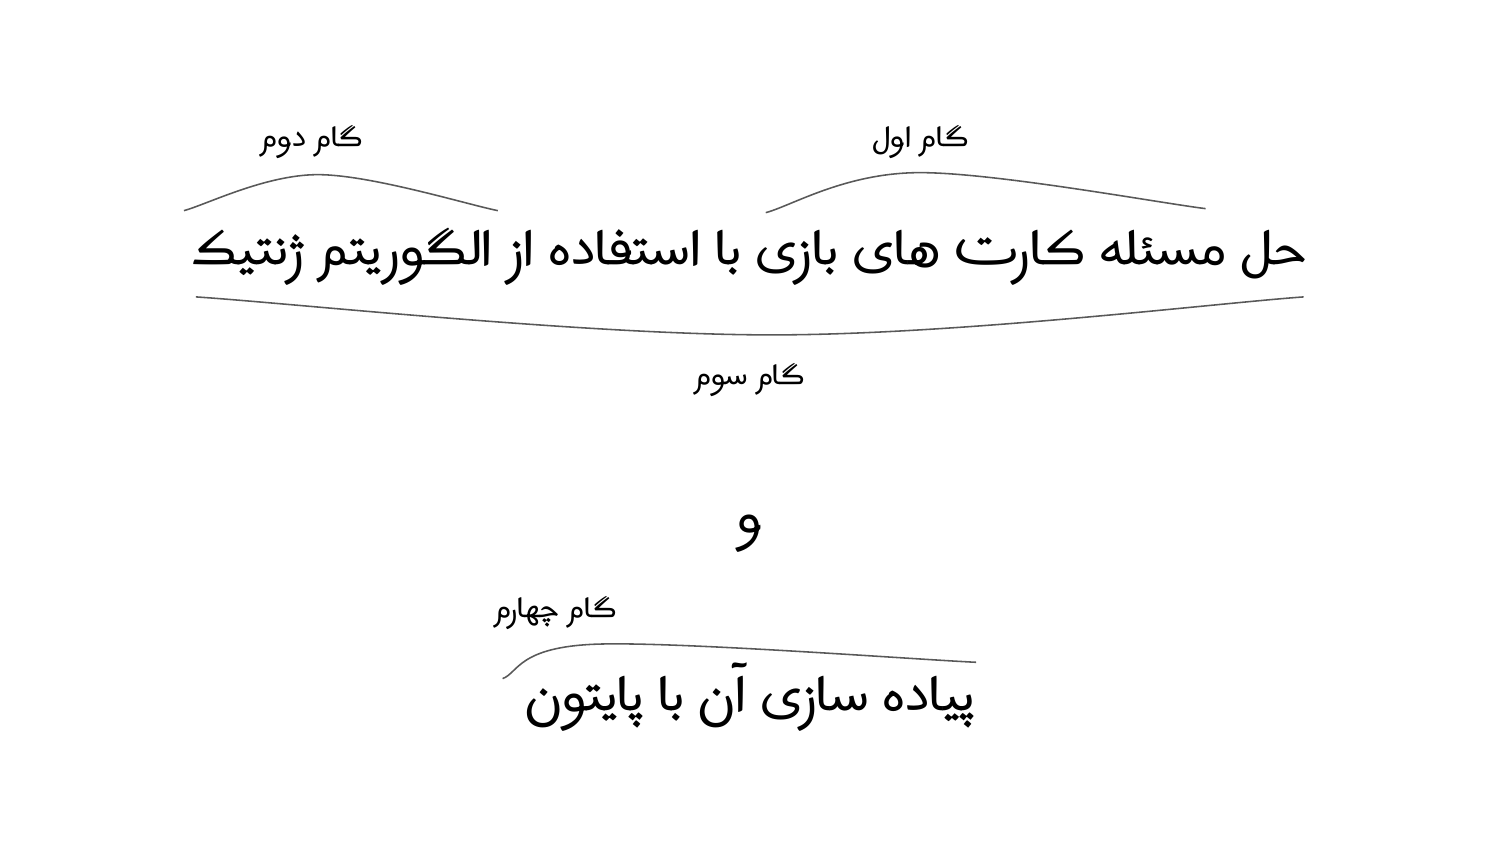 گام اول
گام دوم
حل مسئله کارت های بازی با استفاده از الگوریتم ژنتیک
گام سوم
و
گام چهارم
پیاده سازی آن با پایتون